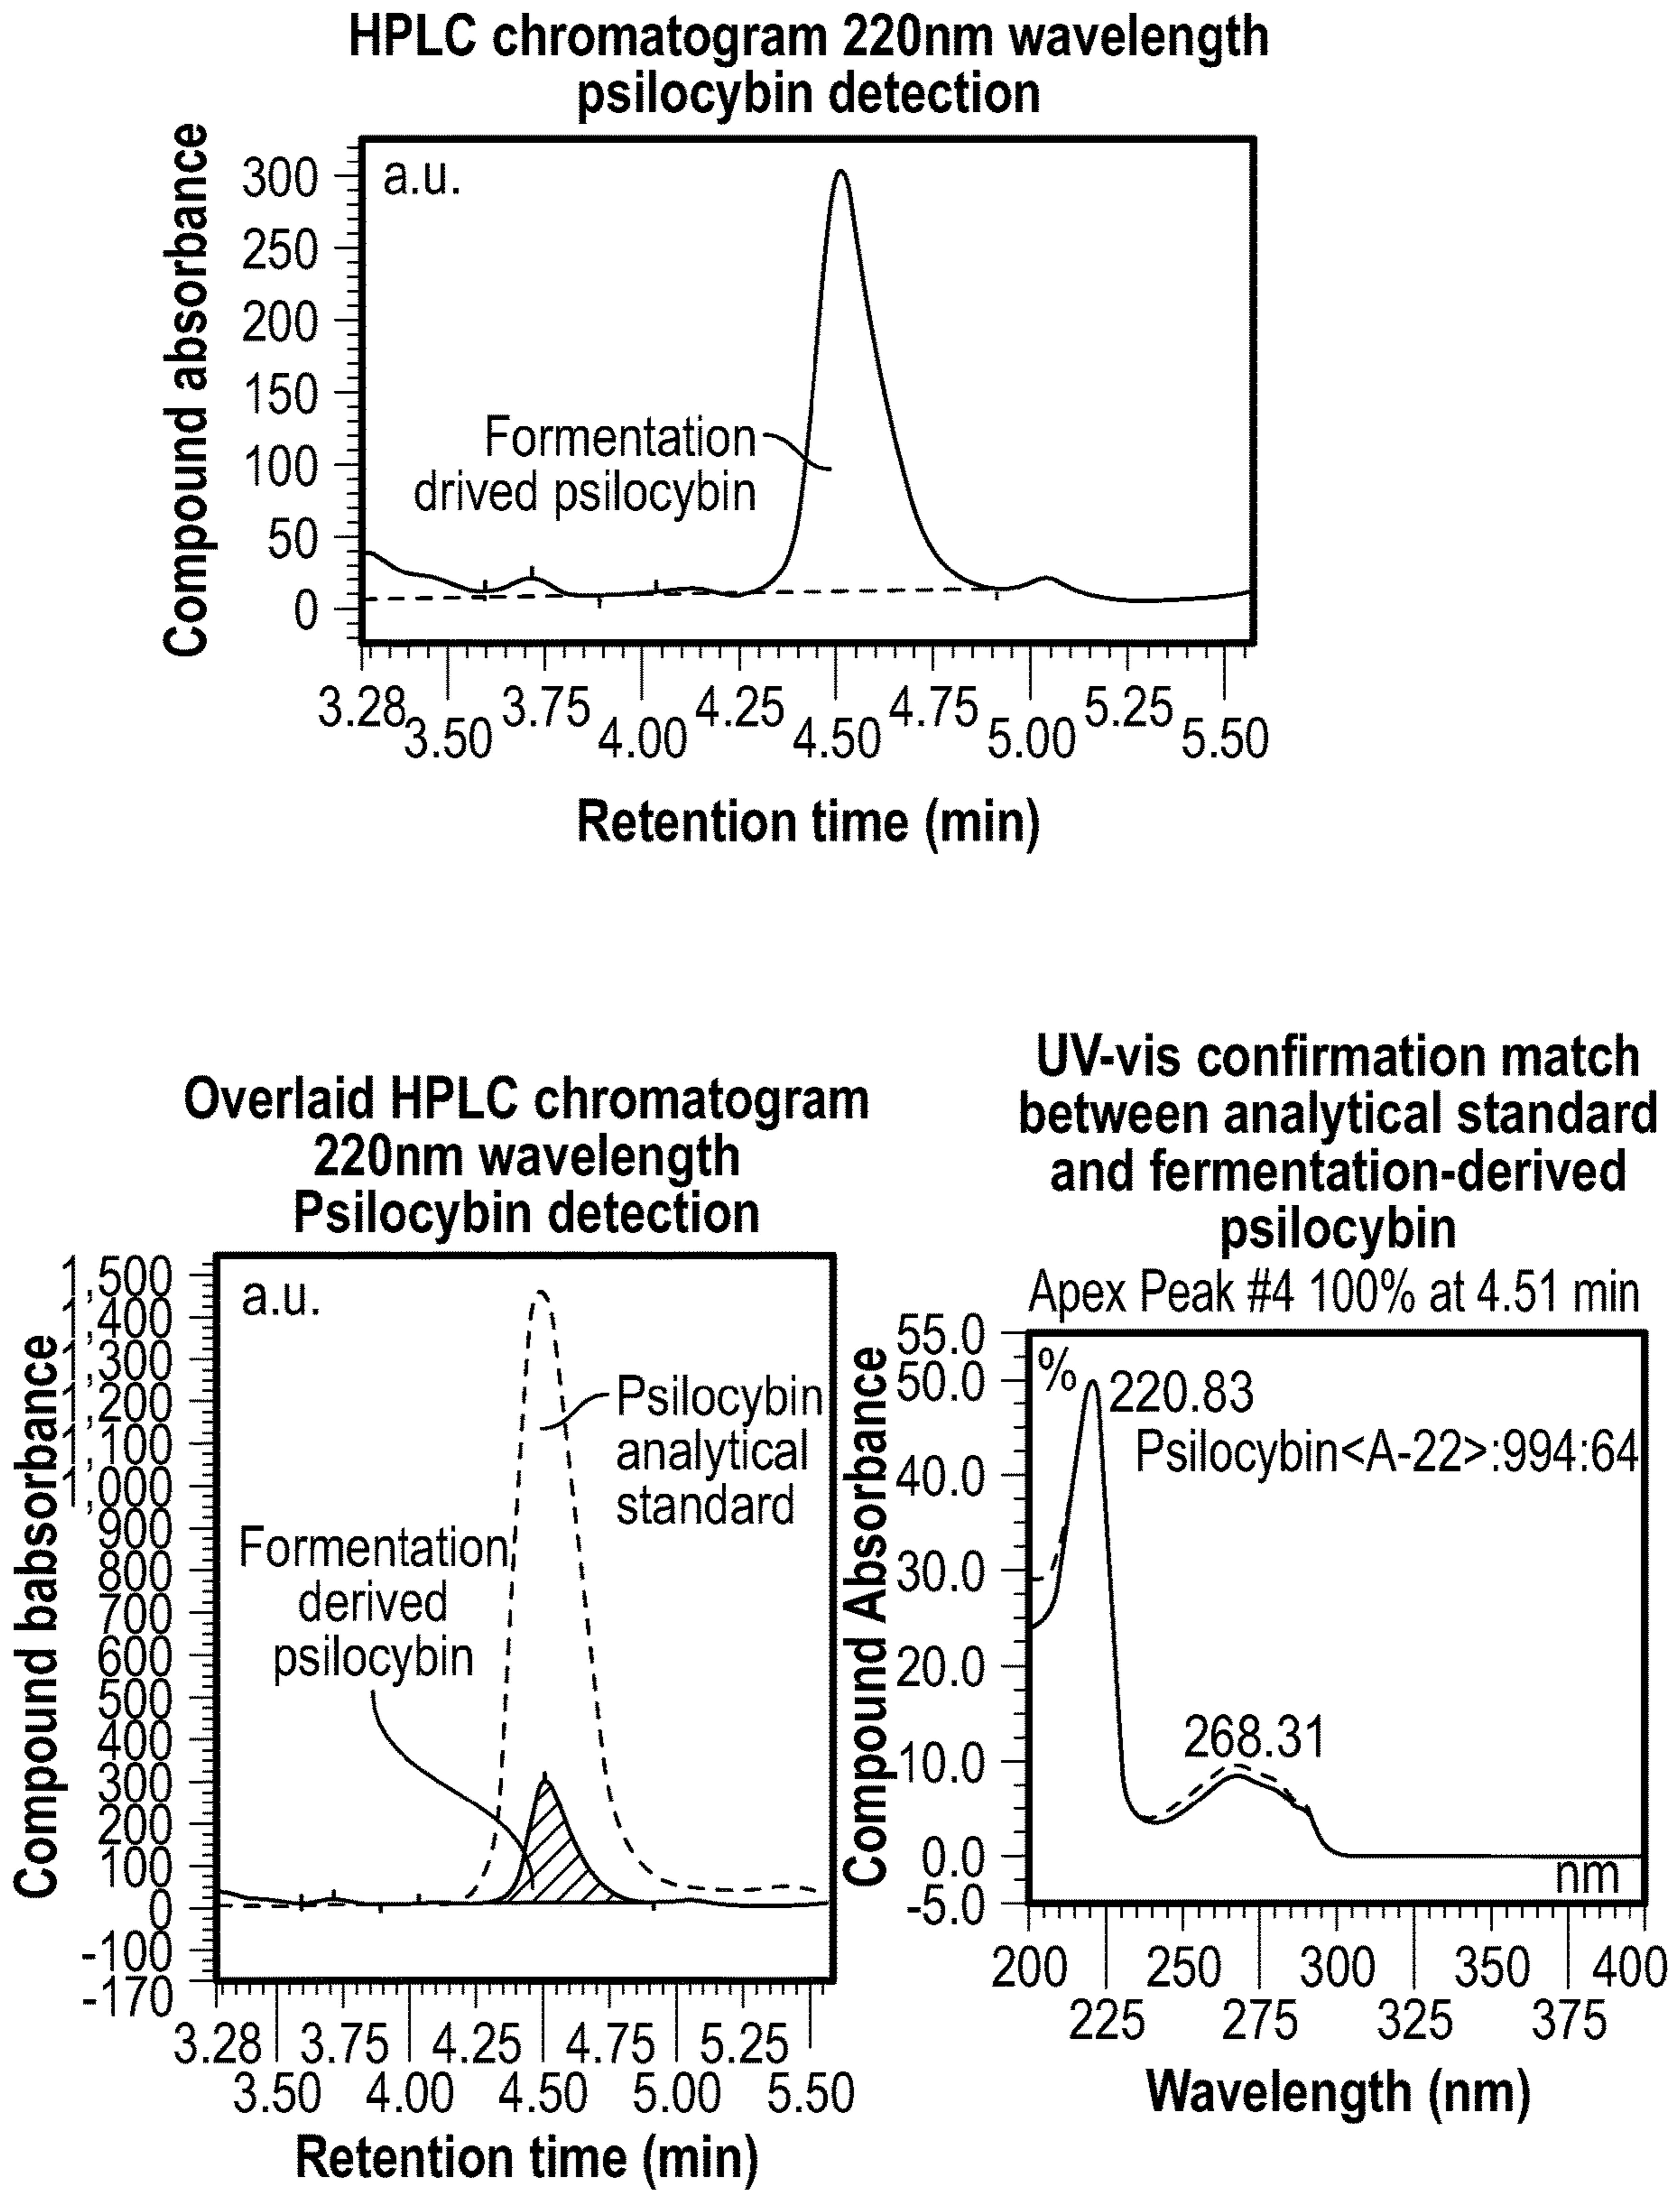 HPLC chromatogram 220nm wavelength
psilocybin detection
Compound absorbance
a.u.
300
250
200
150
100
50
0
Formentation
drived psilocybin
3.28 3.75 4.25 4.75 5.25
3.50 4.00 4.50 5.00 5.50
Retention time (min)
Overlaid HPLC chromatogram
220nm wavelength
Psilocybin detection
Compound babsorbance
a.u.
1,500
1,400
1,300
1,200
1,100
1,000
900
800
700
600
500
400
300
200
100
0
-100
-170
Psilocybin
analytical
standard
Formentation
derived
psilocybin
3.28 3.75 4.25 4.75 5.25
3.50 4.00 4.50 5.00 5.50
Retention time (min)
UV-vis confirmation match
between analytical standard
and fermentation-derived
psilocybin
Apex Peak #4 100% at 4.51 min
Compound Absorbance
55.0
50.0
40.0
30.0
20.0
10.0
0.0
-5.0
%
220.83
Psilocybin<A-22>:994:64
268.31
nm
200 250 300 350 400
225 275 325 375
Wavelength (nm)